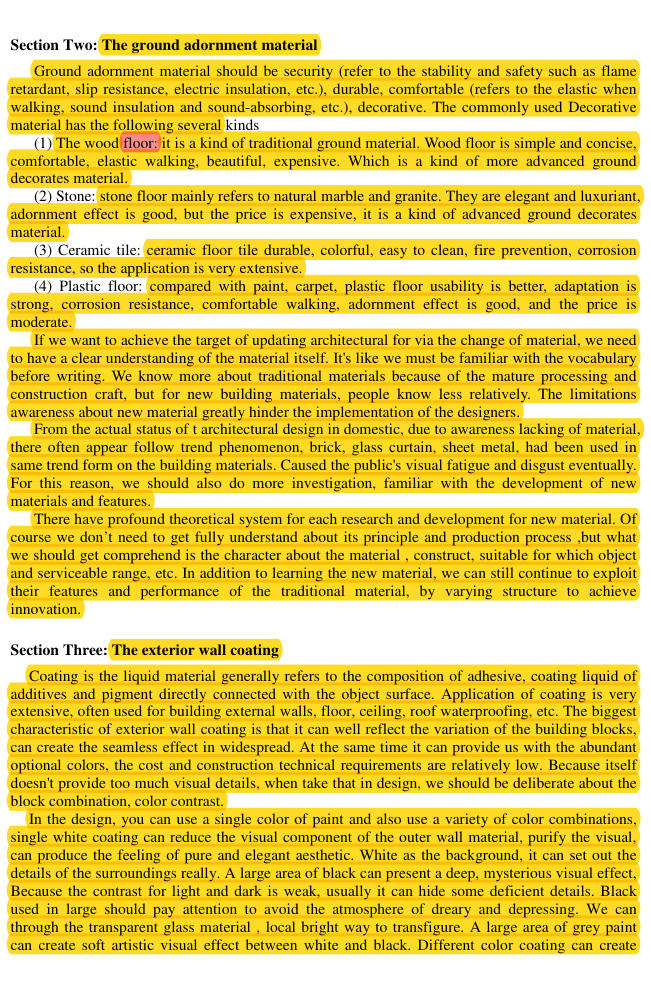 Section Two: The ground adornment material
Ground adornment material should be security (refer to the stability and safety such as flame
retardant, slip resistance, electric insulation, etc.), durable, comfortable (refers to the elastic when
walking, sound insulation and sound-absorbing, etc.), decorative. The commonly used Decorative
material has the following several kinds
(1) The wood floor: it is a kind of traditional ground material. Wood floor is simple and concise,
comfortable, elastic walking, beautiful, expensive. Which is a kind of more advanced ground
decorates material.
(2) Stone: stone floor mainly refers to natural marble and granite. They are elegant and luxuriant,
adornment effect is good, but the price is expensive, it is a kind of advanced ground decorates
material.
(3) Ceramic tile: ceramic floor tile durable, colorful, easy to clean, fire prevention, corrosion
resistance, so the application is very extensive.
(4) Plastic floor: compared with paint, carpet, plastic floor usability is better, adaptation is
strong, corrosion resistance, comfortable walking, adornment effect is good, and the price is
moderate.
If we want to achieve the target of updating architectural for via the change of material, we need
to have a clear understanding of the material itself. It's like we must be familiar with the vocabulary
before writing. We know more about traditional materials because of the mature processing and
construction craft, but for new building materials, people know less relatively. The limitations
awareness about new material greatly hinder the implementation of the designers.
From the actual status of t architectural design in domestic, due to awareness lacking of material,
there often appear follow trend phenomenon, brick, glass curtain, sheet metal, had been used in
same trend form on the building materials. Caused the public's visual fatigue and disgust eventually.
For this reason, we should also do more investigation, familiar with the development of new
materials and features.
There have profound theoretical system for each research and development for new material. Of
course we don’t need to get fully understand about its principle and production process ,but what
we should get comprehend is the character about the material , construct, suitable for which object
and serviceable range, etc. In addition to learning the new material, we can still continue to exploit
their features and performance of the traditional material, by varying structure to achieve
innovation.
Section Three: The exterior wall coating
Coating is the liquid material generally refers to the composition of adhesive, coating liquid of
additives and pigment directly connected with the object surface. Application of coating is very
extensive, often used for building external walls, floor, ceiling, roof waterproofing, etc. The biggest
characteristic of exterior wall coating is that it can well reflect the variation of the building blocks,
can create the seamless effect in widespread. At the same time it can provide us with the abundant
optional colors, the cost and construction technical requirements are relatively low. Because itself
doesn't provide too much visual details, when take that in design, we should be deliberate about the
block combination, color contrast.
In the design, you can use a single color of paint and also use a variety of color combinations,
single white coating can reduce the visual component of the outer wall material, purify the visual,
can produce the feeling of pure and elegant aesthetic. White as the background, it can set out the
details of the surroundings really. A large area of black can present a deep, mysterious visual effect,
Because the contrast for light and dark is weak, usually it can hide some deficient details. Black
used in large should pay attention to avoid the atmosphere of dreary and depressing. We can
through the transparent glass material , local bright way to transfigure. A large area of grey paint
can create soft artistic visual effect between white and black. Different color coating can create